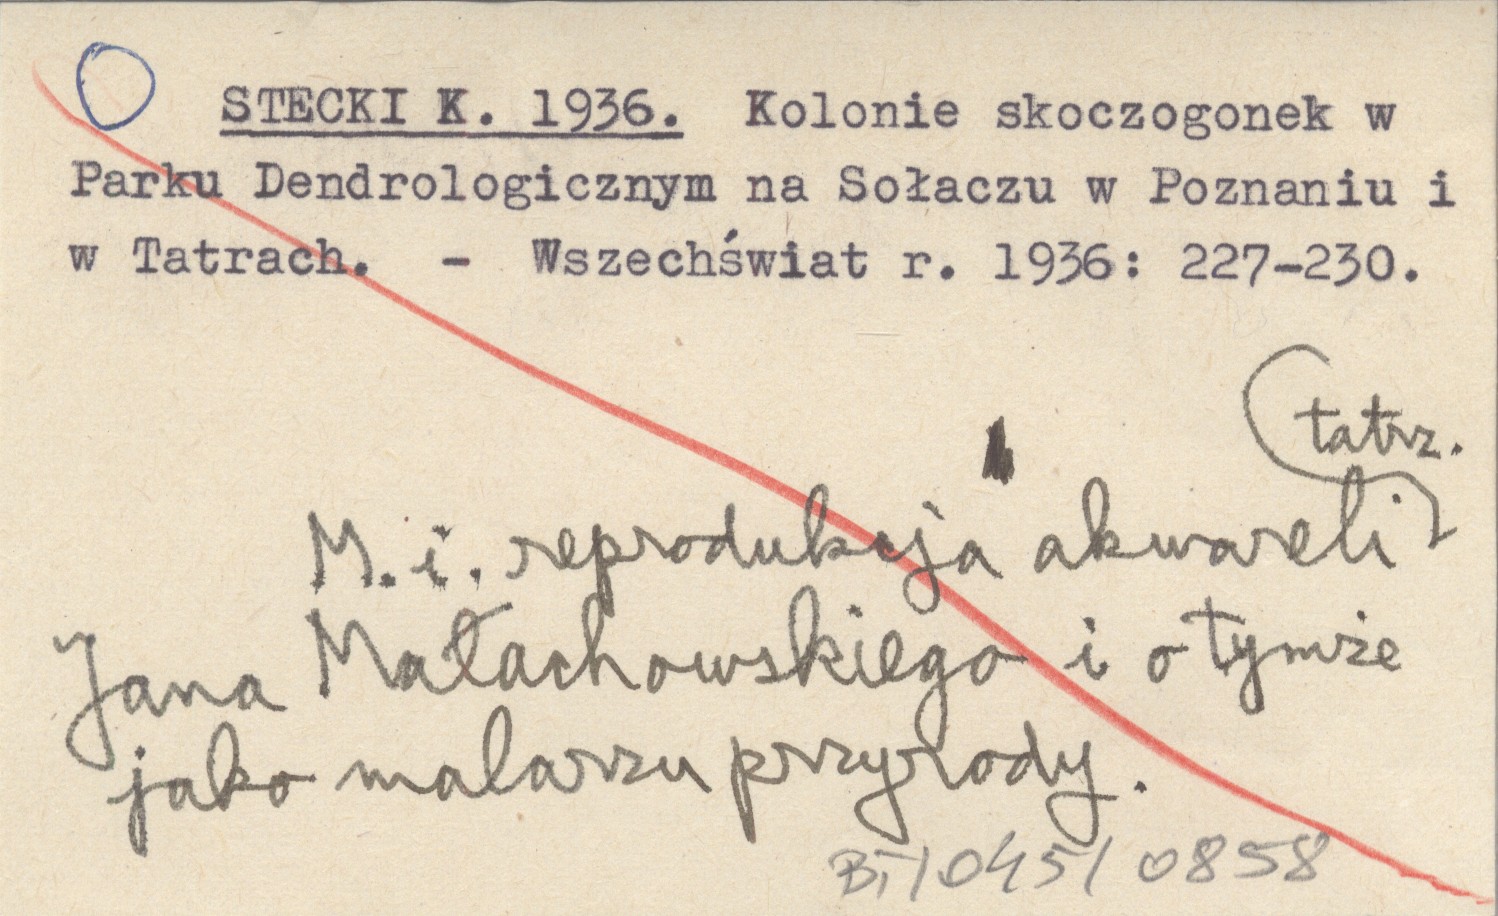 STECKI K. 1936. Kolonie skoczogonek w
Parku Dendrologicznym na Sołaczu w Poznaniu i
w Tatrach. - Wszechświat r. 1936: 227-230.
tatrz.
M. i. reprodukcja akwareli
Jana Małachowskiego i o tymże
jako malarzu przyrody.
BT/045/0858